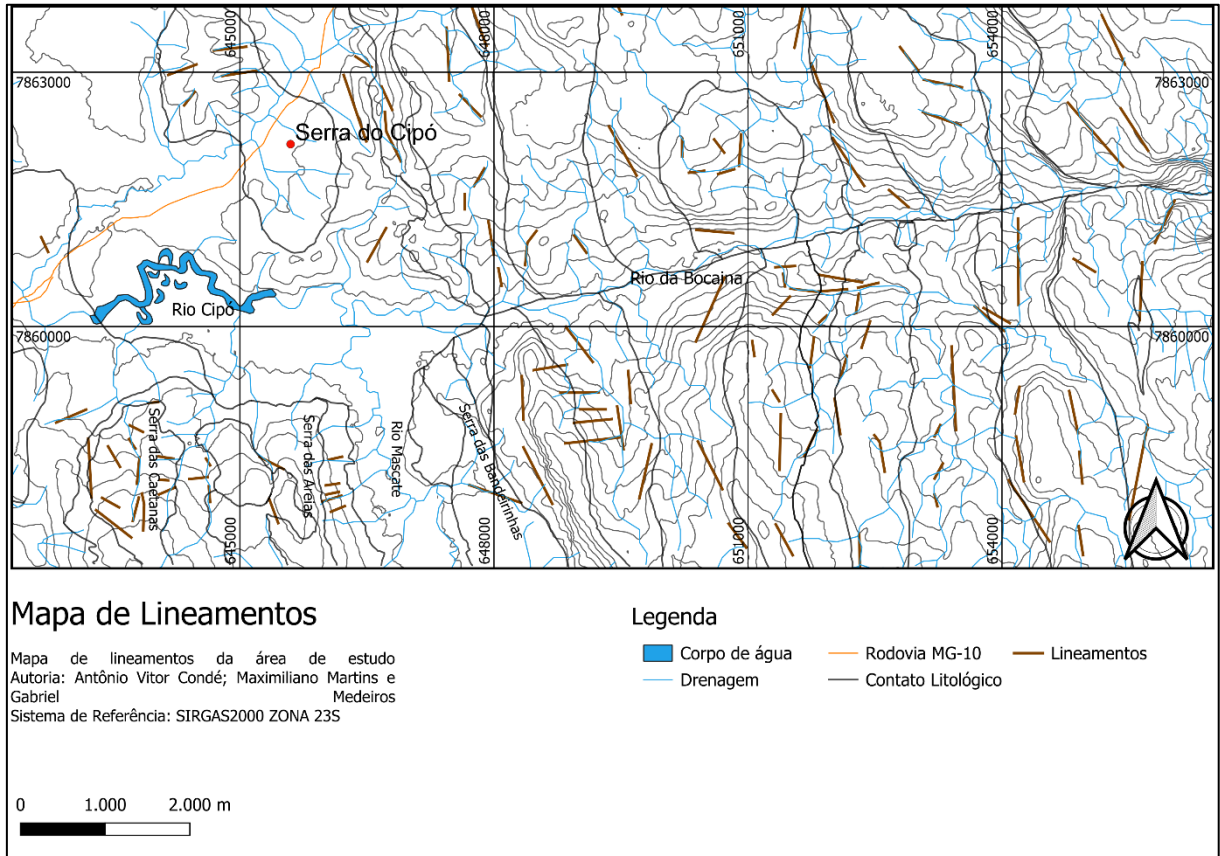 645000
648000
651000
654000
7863000
7863000
Serra do Cipó
Rio da Bocaina
Rio Cipó
7860000
7860000
Serra das Caetanas
Serra das Areias
Rio Mascate
Serra das Bandeirinhas
645000
648000
651000
654000
Mapa de Lineamentos
Mapa de lineamentos da área de estudo
Autoria: Antônio Vitor Condé; Maximiliano Martins e
Gabriel Medeiros
Sistema de Referência: SIRGAS2000 ZONA 23S
0 1.000 2.000 m
Legenda
Corpo de água
Rodovia MG-10
Lineamentos
Drenagem
Contato Litológico